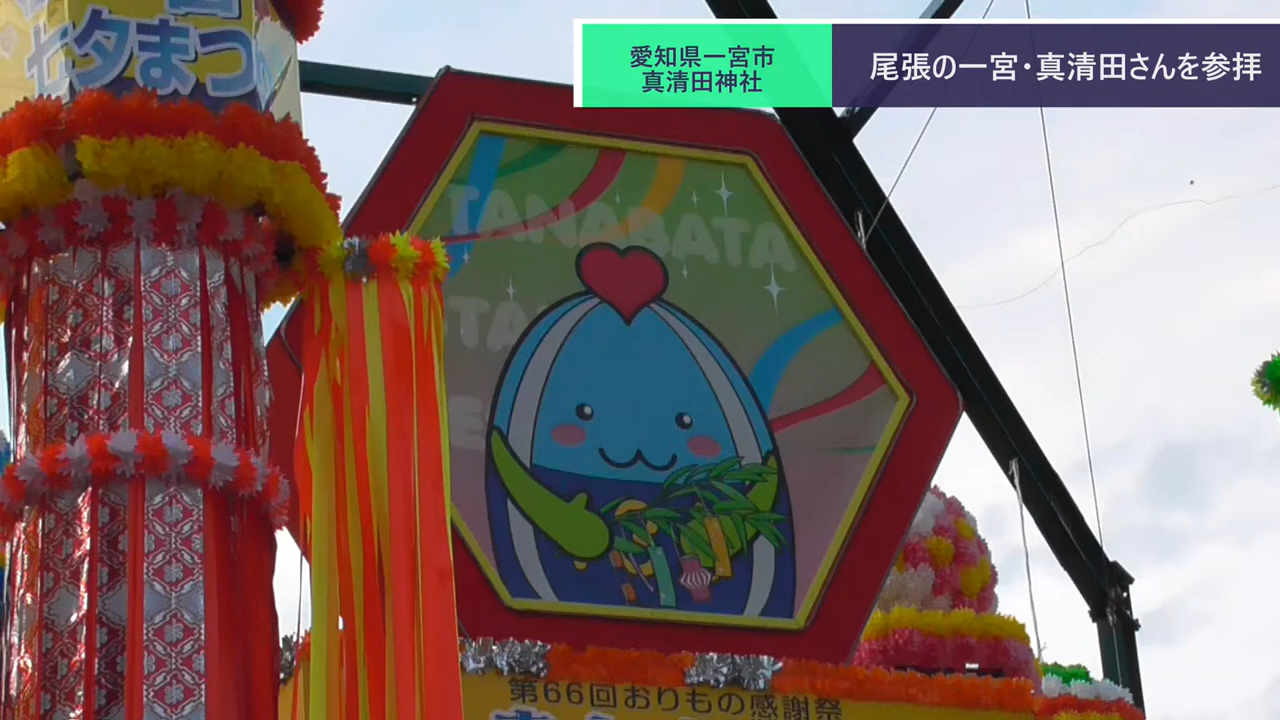 愛知県一宮市
真清田神社
尾張の一宮・真清田さんを参拝
七夕まつ
TANABATA
第66回おりもの感謝祭